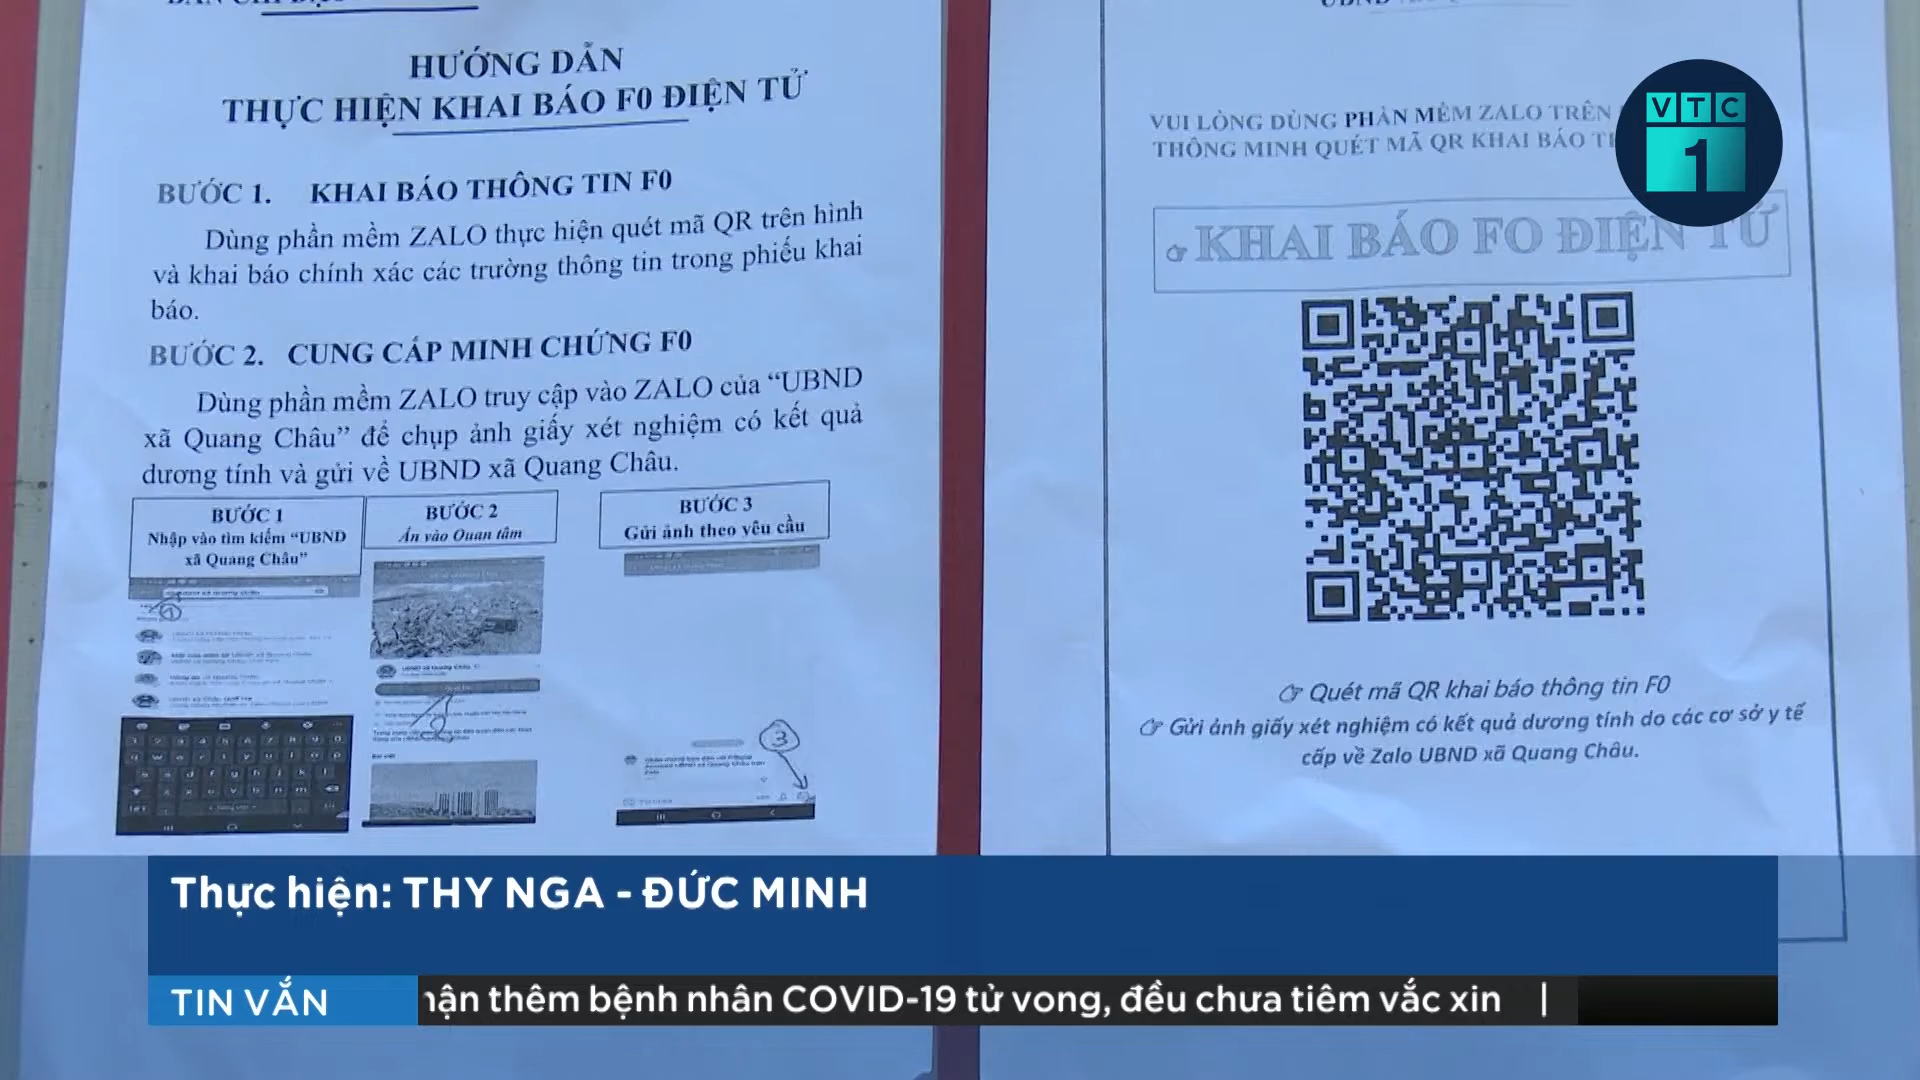 HƯỚNG DẪN
THỰC HIỆN KHAI BÁO F0 ĐIỆN TỬ
BƯỚC 1. KHAI BÁO THÔNG TIN F0
Dùng phần mềm ZALO thực hiện quét mã QR trên hình
và khai báo chính xác các trường thông tin trong phiếu khai
báo.
BƯỚC 2. CUNG CẤP MINH CHỨNG F0
Dùng phần mềm ZALO truy cập vào ZALO của “UBND
xã Quang Châu” để chụp ảnh giấy xét nghiệm có kết quả
dương tính và gửi về UBND xã Quang Châu.
BƯỚC 1
Nhập vào tìm kiếm “UBND
xã Quang Châu”
BƯỚC 2
Ấn vào Quan tâm
BƯỚC 3
Gửi ảnh theo yêu cầu
1
2
3
VUI LÒNG DÙNG PHẦN MỀM ZALO TRÊN
THÔNG MINH QUÉT MÃ QR KHAI BÁO
☞ KHAI BÁO FO ĐIỆN TỬ
☞ Quét mã QR khai báo thông tin F0
☞ Gửi ảnh giấy xét nghiệm có kết quả dương tính do các cơ sở y tế
cấp về Zalo UBND xã Quang Châu.
VTC
1
Thực hiện: THY NGA - ĐỨC MINH
TIN VẮN
thêm bệnh nhân COVID-19 tử vong, đều chưa tiêm vắc xin |